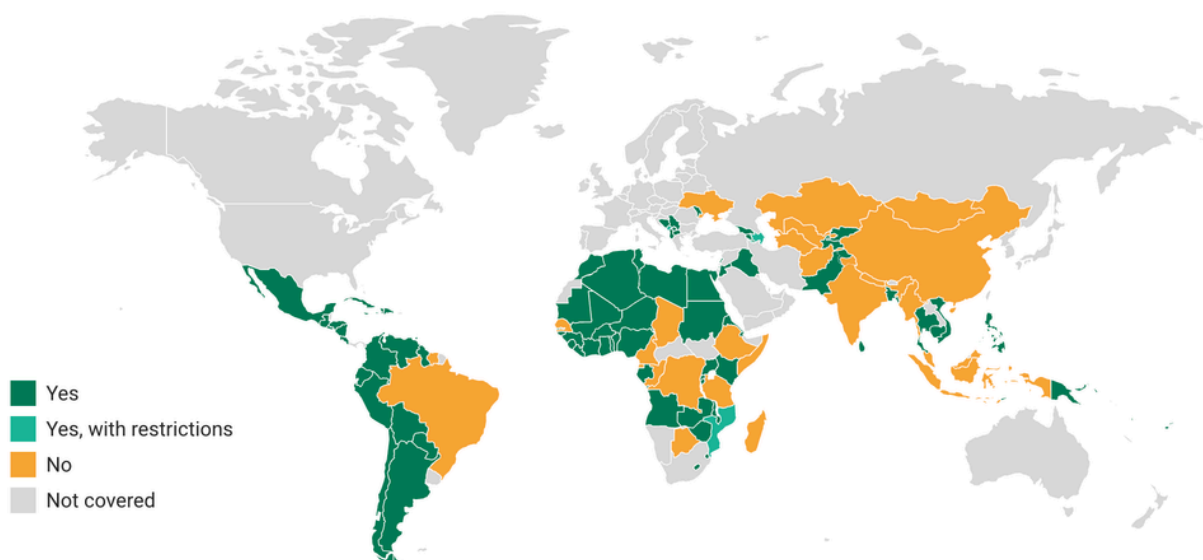 Yes
Yes, with restrictions
No
Not covered